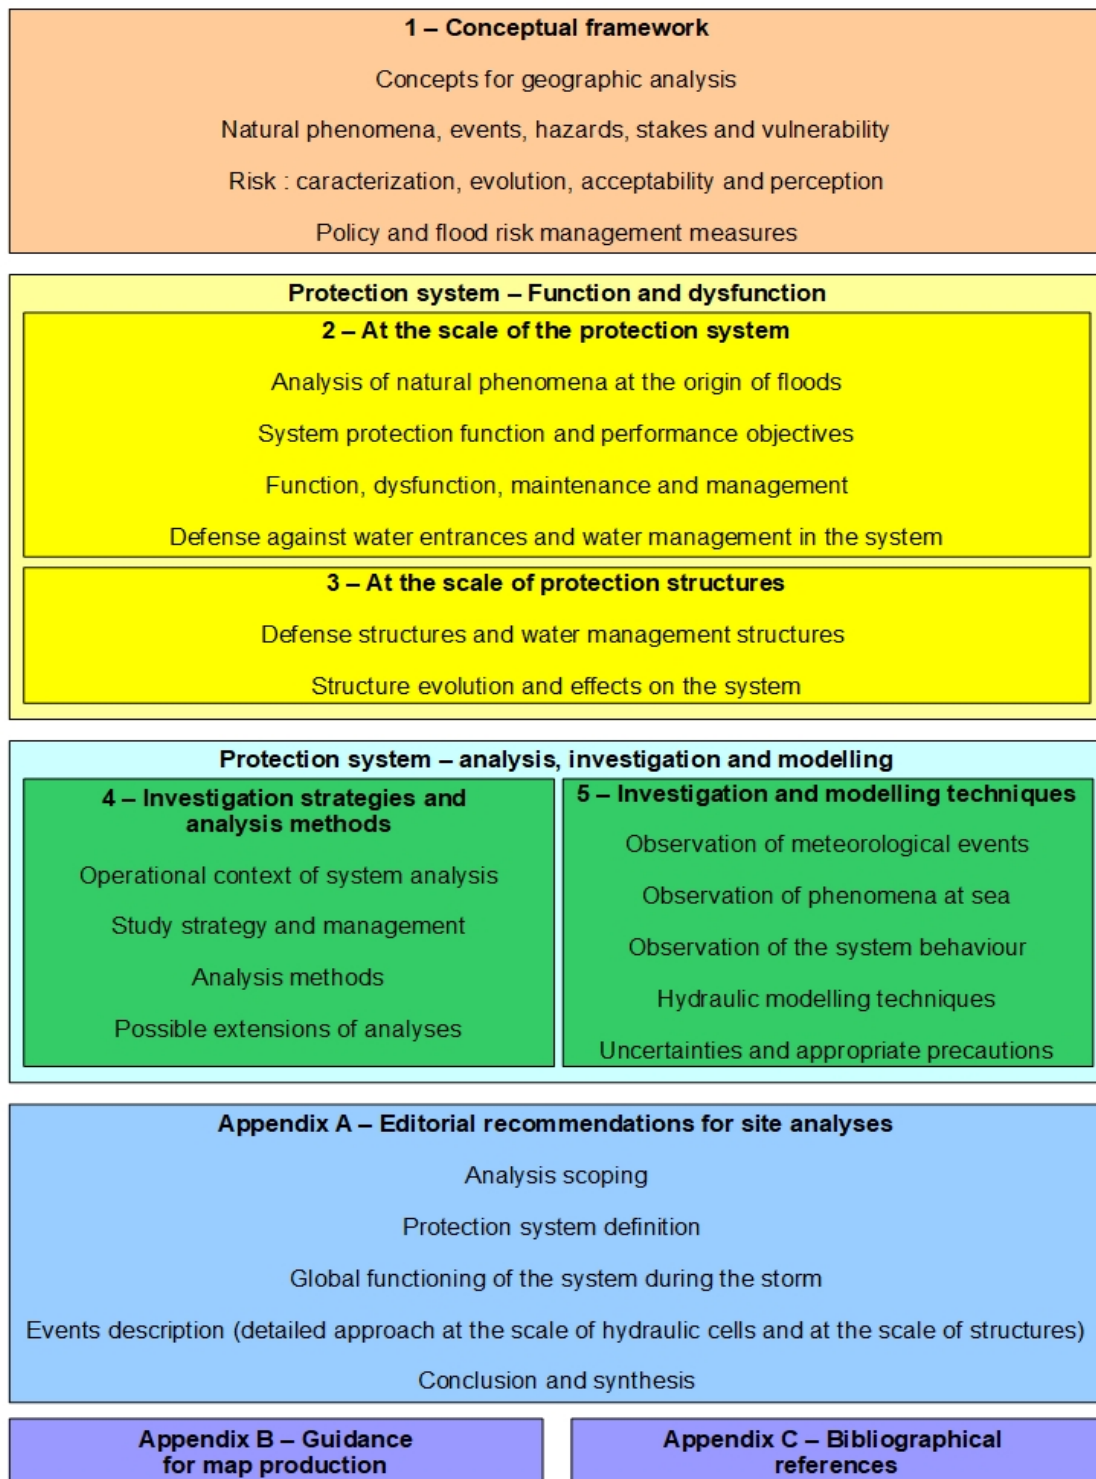 1 – Conceptual framework
Concepts for geographic analysis
Natural phenomena, events, hazards, stakes and vulnerability
Risk : caracterization, evolution, acceptability and perception
Policy and flood risk management measures
Protection system – Function and dysfunction
2 – At the scale of the protection system
Analysis of natural phenomena at the origin of floods
System protection function and performance objectives
Function, dysfunction, maintenance and management
Defense against water entrances and water management in the system
3 – At the scale of protection structures
Defense structures and water management structures
Structure evolution and effects on the system
Protection system – analysis, investigation and modelling
4 – Investigation strategies and
analysis methods
Operational context of system analysis
Study strategy and management
Analysis methods
Possible extensions of analyses
5 – Investigation and modelling techniques
Observation of meteorological events
Observation of phenomena at sea
Observation of the system behaviour
Hydraulic modelling techniques
Uncertainties and appropriate precautions
Appendix A – Editorial recommendations for site analyses
Analysis scoping
Protection system definition
Global functioning of the system during the storm
Events description (detailed approach at the scale of hydraulic cells and at the scale of structures)
Conclusion and synthesis
Appendix B – Guidance
for map production
Appendix C – Bibliographical
references